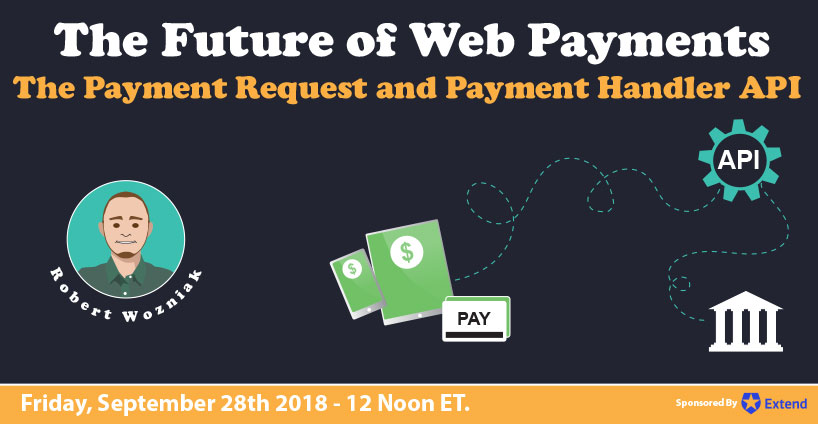 The Future of Web Payments
The Payment Request and Payment Handler API
API
$
$
Robert Wozniak
PAY
Friday, September 28th 2018 - 12 Noon ET.
Sponsored By Extend